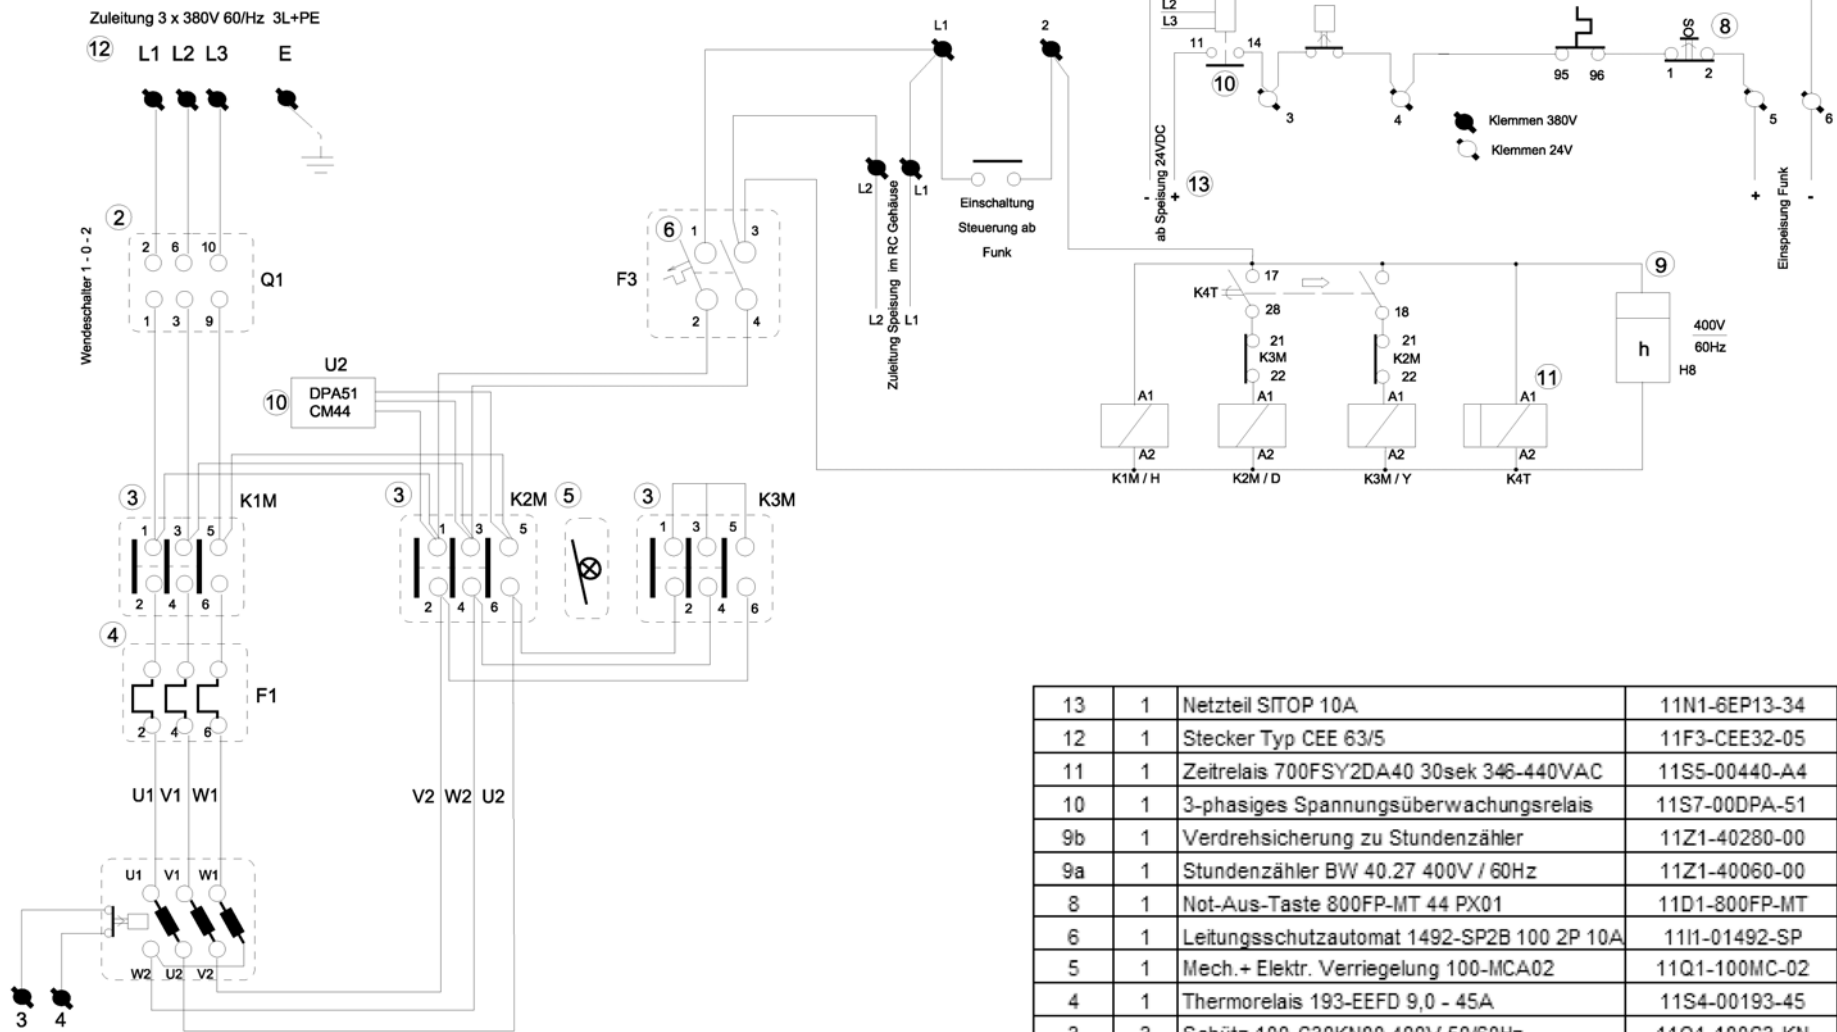 Zuleitung 3 x 380V 60/Hz 3L+PE
12 L1 L2 L3 E
Wendeschalter 1 - 0 - 2
2
2 6 10
Q1
1 3 9
U2
10
DPA51
CM44
3
K1M
1 3 5
2 4 6
4
F1
2 4 6
U1 V1 W1
V2 W2 U2
U1 V1 W1
W2 U2 V2
3 4
3
K2M
1 3 5
2 4 6
5
3
K3M
1 3 5
2 4 6
F3
6
1 3
2 4
L2 L1
Zuleitung Speisung im RC Gehäuse
L2 L1
L1 2
Einschaltung
Steuerung ab
Funk
L2
L3
11 14
10
ab Speisung 24VDC
- +
13
3
4
95 96
SO
8
1 2
5
6
Klemmen 380V
Klemmen 24V
Einspeisung Funk
+ -
K4T
17
28
18
21
K3M
22
21
K2M
22
9
h
400V
60Hz
H8
11
A1 A1 A1 A1
A2 A2 A2 A2
K1M / H K2M / D K3M / Y K4T
13 1 Netzteil SITOP 10A 11N1-6EP13-34
12 1 Stecker Typ CEE 63/5 11F3-CEE32-05
11 1 Zeitrelais 700FSY2DA40 30sek 346-440VAC 11S5-00440-A4
10 1 3-phasiges Spannungsüberwachungsrelais 11S7-00DPA-51
9b 1 Verdrehsicherung zu Stundenzähler 11Z1-40280-00
9a 1 Stundenzähler BW 40.27 400V / 60Hz 11Z1-40060-00
8 1 Not-Aus-Taste 800FP-MT 44 PX01 11D1-800FP-MT
6 1 Leitungsschutzautomat 1492-SP2B 100 2P 10A 11I1-01492-SP
5 1 Mech.+ Elektr. Verriegelung 100-MCA02 11Q1-100MC-02
4 1 Thermorelais 193-EEFD 9,0 - 45A 11S4-00193-45